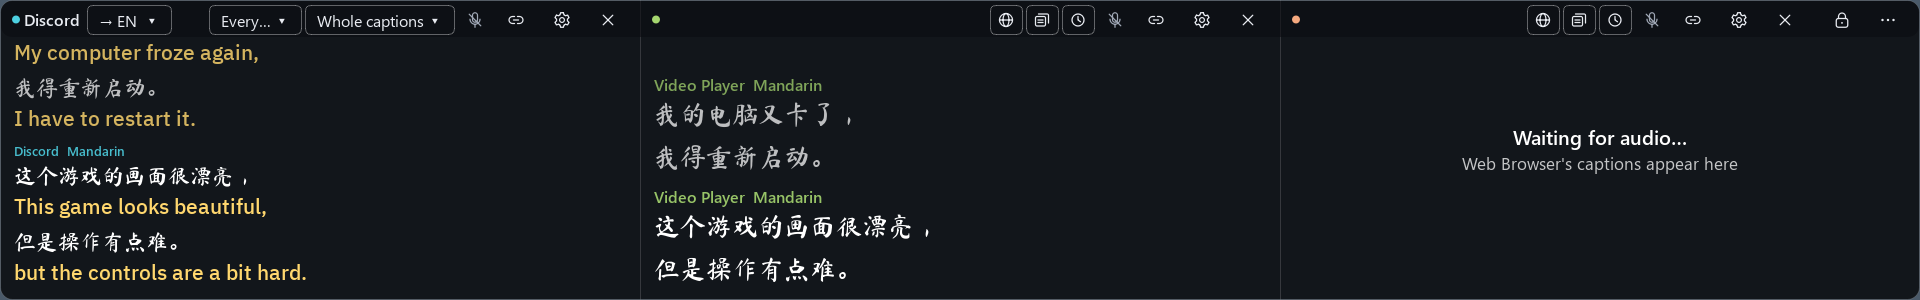 Discord → EN Every... Whole captions
My computer froze again,
我得重新启动。
I have to restart it.
Discord Mandarin
这个游戏的画面很漂亮，
This game looks beautiful,
但是操作有点难。
but the controls are a bit hard.
Video Player Mandarin
我的电脑又卡了，
我得重新启动。
Video Player Mandarin
这个游戏的画面很漂亮，
但是操作有点难。
Waiting for audio...
Web Browser's captions appear here